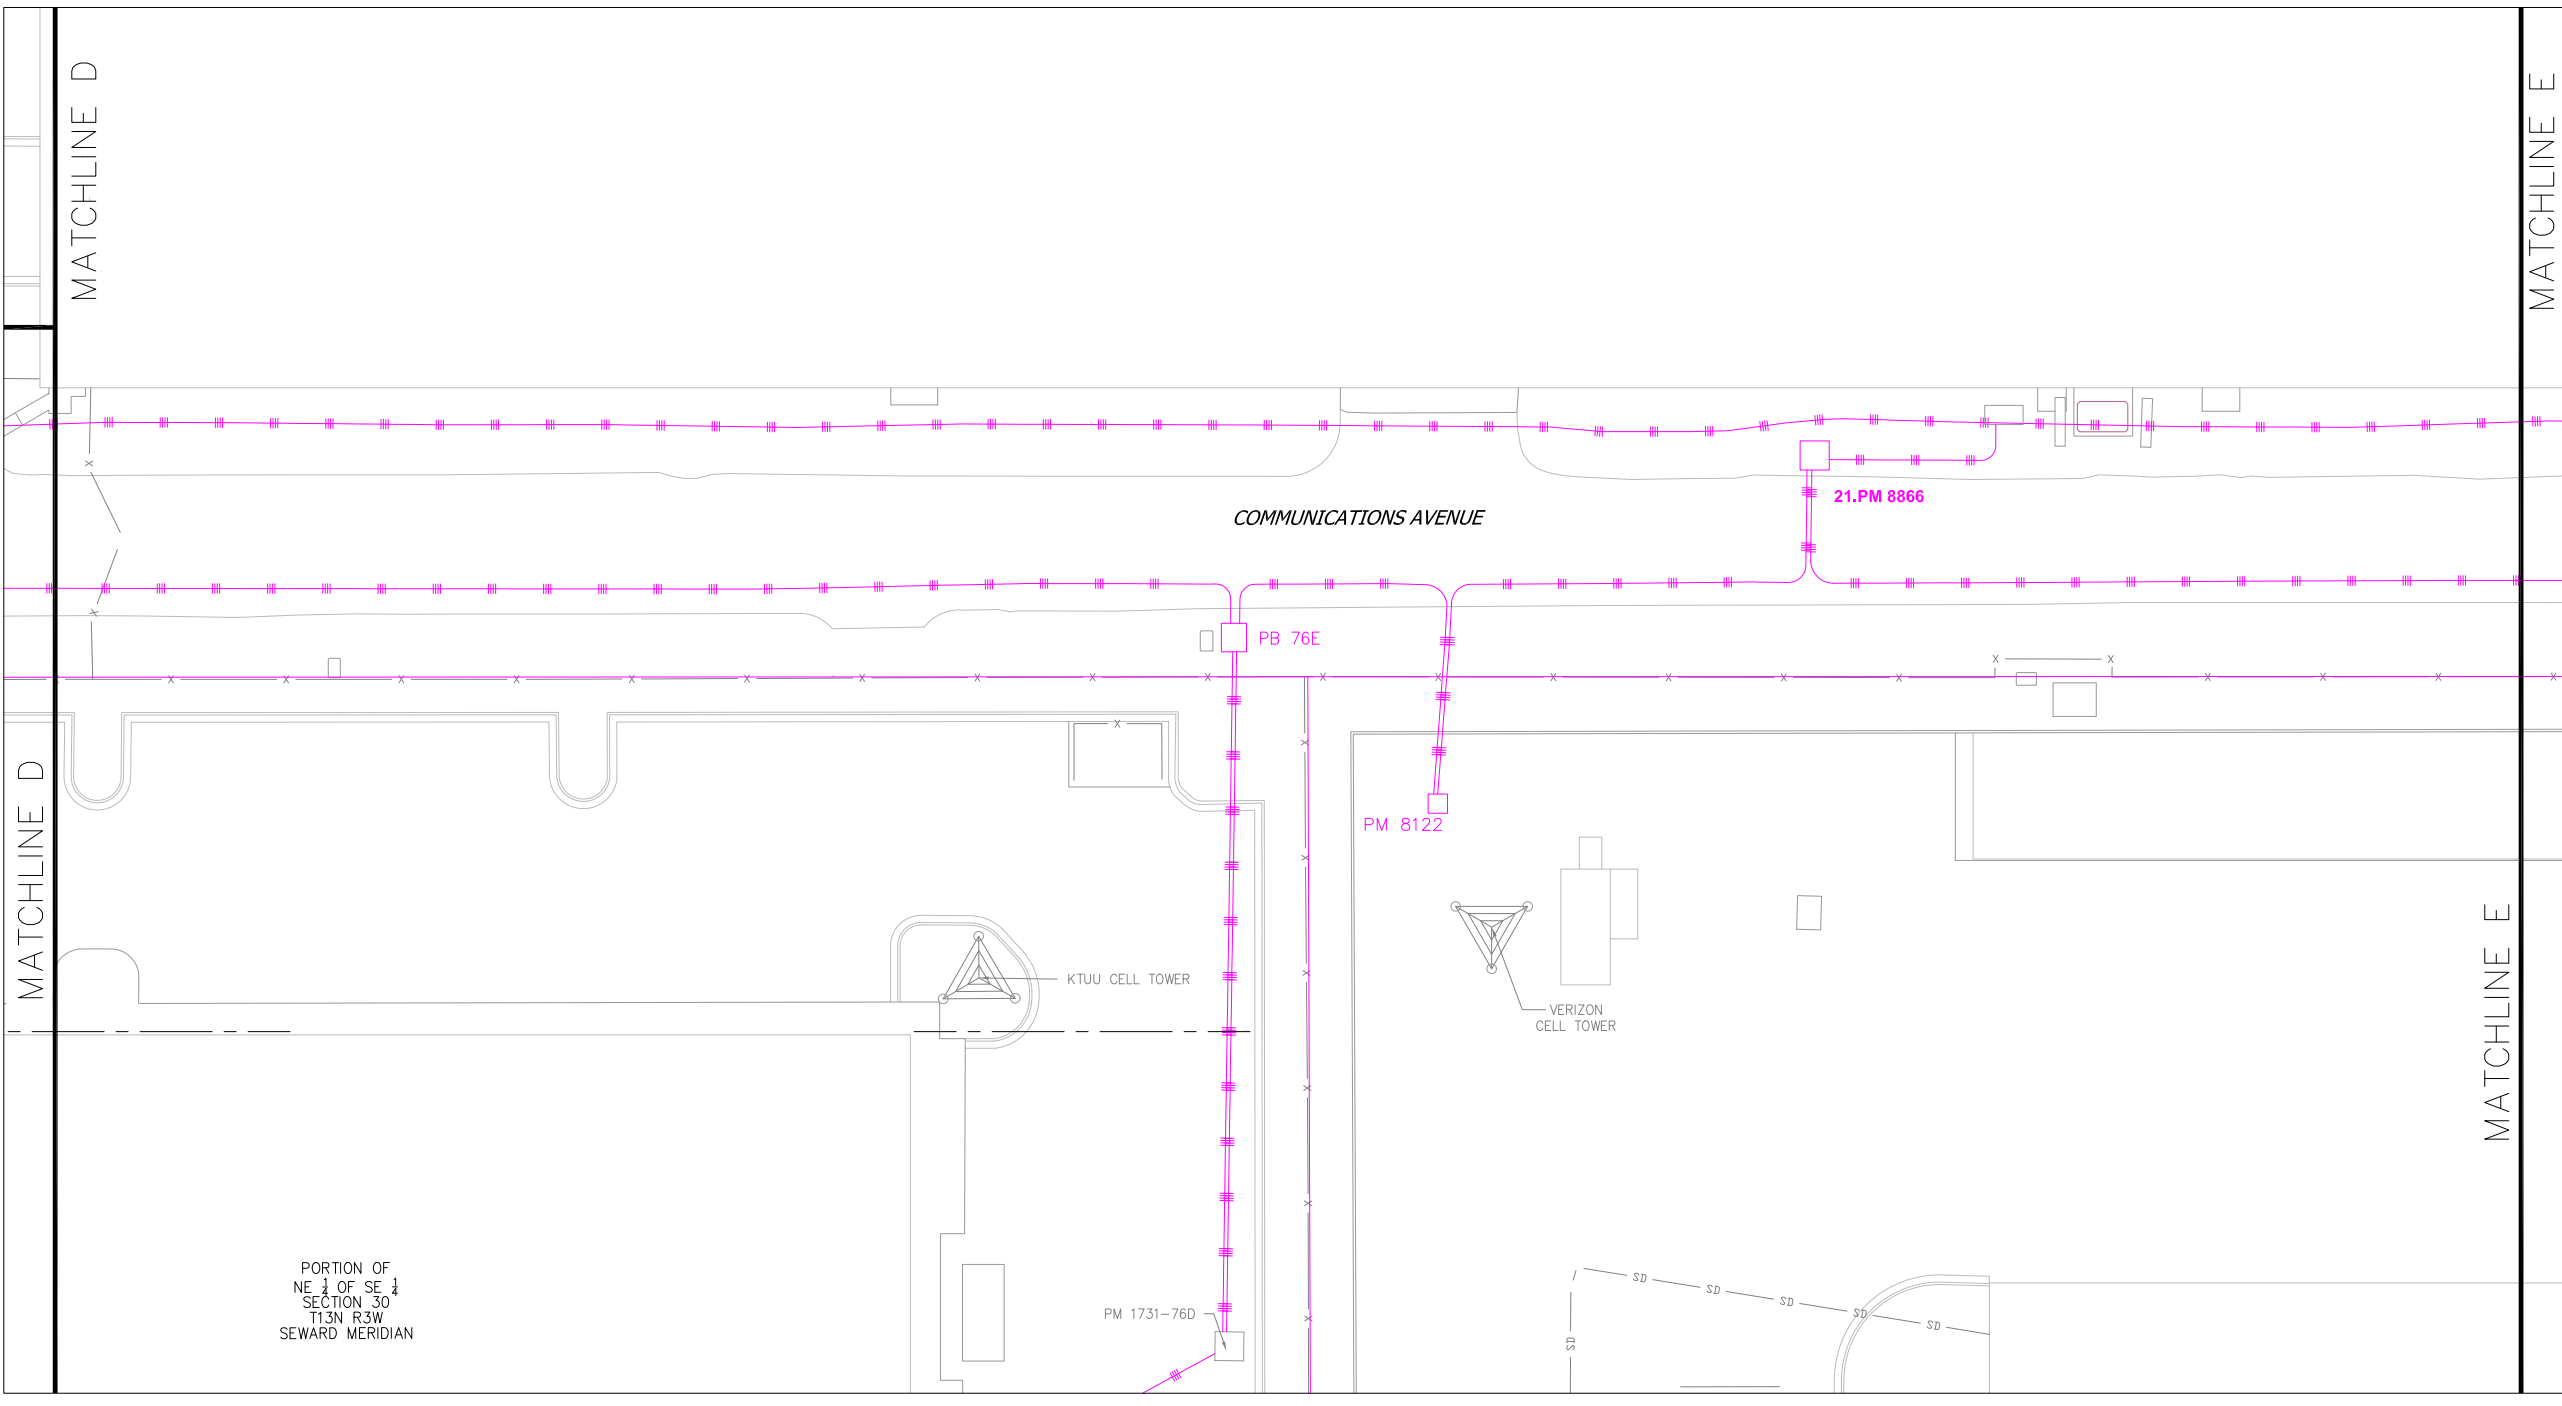 MATCHLINE D
MATCHLINE E
21.PM 8866
COMMUNICATIONS AVENUE
X
X
PB 76E
X X
X X X X X X X X X X X X X X X X X X X X X
X
X
MATCHLINE D
PM 8122
X
MATCHLINE E
X
KTUU CELL TOWER
VERIZON
CELL TOWER
X
X
PORTION OF
NE 1/4 OF SE 1/4
SECTION 30
T13N R3W
SEWARD MERIDIAN
SD SD SD SD SD
PM 1731-76D
X
SD